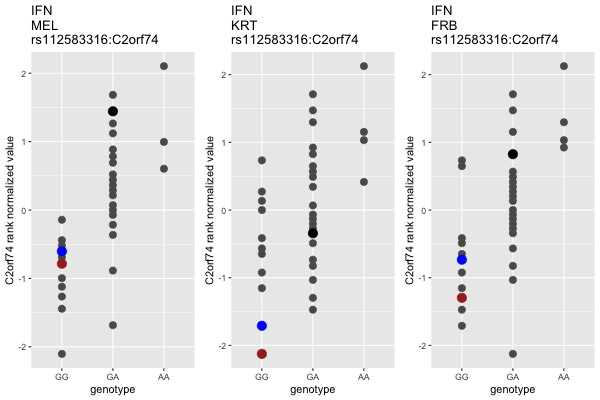 IFN
MEL
rs112583316:C2orf74
C2orf74 rank normalized value
2
1
0
-1
-2
GG
GA
AA
genotype
IFN
KRT
rs112583316:C2orf74
C2orf74 rank normalized value
2
1
0
-1
-2
GG
GA
AA
genotype
IFN
FRB
rs112583316:C2orf74
C2orf74 rank normalized value
2
1
0
-1
-2
GG
GA
AA
genotype